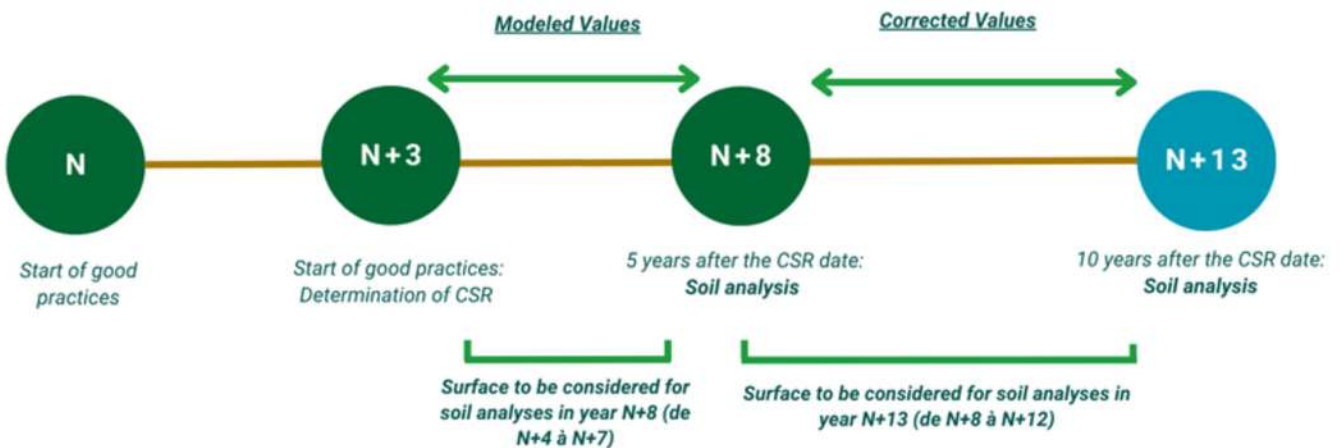 Modeled Values
Corrected Values
N
N+3
N+8
N+13
Start of good
practices
Start of good practices:
Determination of CSR
5 years after the CSR date:
Soil analysis
10 years after the CSR date:
Soil analysis
Surface to be considered for
soil analyses in year N+8 (de
N+4 à N+7)
Surface to be considered for soil analyses in
year N+13 (de N+8 à N+12)